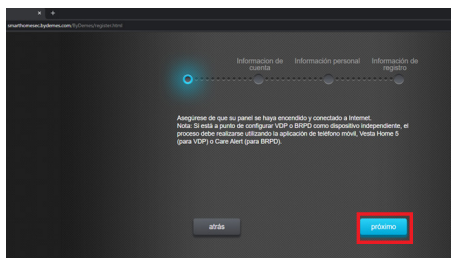 smarthomesec.bydemes.com/ByDemes/register.html
Informacion de cuenta
Información personal
Información de registro
Asegúrese de que su panel se haya encendido y conectado a Internet.
Nota: Si está a punto de configurar VDP o BRPD como dispositivo independiente, el
proceso debe realizarse utilizando la aplicación de teléfono móvil, Vesta Home 5
(para VDP) o Care Alert (para BRPD).
atrás
próximo